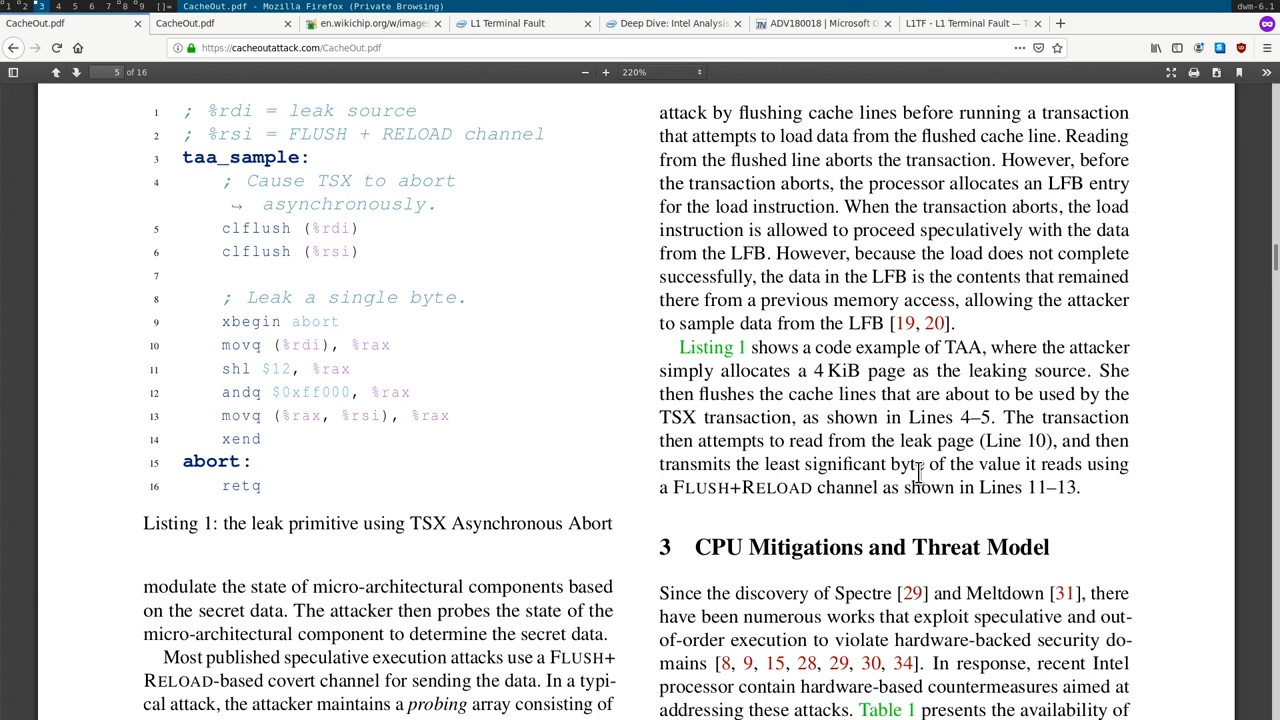 1 2 3 4 5 6 7 8 9 []= CacheOut.pdf - Mozilla Firefox (Private Browsing) dwm-6.1
CacheOut.pdf CacheOut.pdf en.wikichip.org/w/images L1 Terminal Fault Deep Dive: Intel Analysis ADV180018 | Microsoft G L1TF - L1 Terminal Fault — T
https://cacheoutattack.com/CacheOut.pdf
5 of 16 220%
1 ; %rdi = leak source
2 ; %rsi = FLUSH + RELOAD channel
3 taa_sample:
4 ; Cause TSX to abort
↪ asynchronously.
5 clflush (%rdi)
6 clflush (%rsi)
7
8 ; Leak a single byte.
9 xbegin abort
10 movq (%rdi), %rax
11 shl $12, %rax
12 andq $0xff000, %rax
13 movq (%rax, %rsi), %rax
14 xend
15 abort:
16 retq
Listing 1: the leak primitive using TSX Asynchronous Abort
modulate the state of micro-architectural components based
on the secret data. The attacker then probes the state of the
micro-architectural component to determine the secret data.
Most published speculative execution attacks use a FLUSH+
RELOAD-based covert channel for sending the data. In a typi-
cal attack, the attacker maintains a probing array consisting of
attack by flushing cache lines before running a transaction
that attempts to load data from the flushed cache line. Reading
from the flushed line aborts the transaction. However, before
the transaction aborts, the processor allocates an LFB entry
for the load instruction. When the transaction aborts, the load
instruction is allowed to proceed speculatively with the data
from the LFB. However, because the load does not complete
successfully, the data in the LFB is the contents that remained
there from a previous memory access, allowing the attacker
to sample data from the LFB [19, 20].
Listing 1 shows a code example of TAA, where the attacker
simply allocates a 4 KiB page as the leaking source. She
then flushes the cache lines that are about to be used by the
TSX transaction, as shown in Lines 4–5. The transaction
then attempts to read from the leak page (Line 10), and then
transmits the least significant byte of the value it reads using
a FLUSH+RELOAD channel as shown in Lines 11–13.
3 CPU Mitigations and Threat Model
Since the discovery of Spectre [29] and Meltdown [31], there
have been numerous works that exploit speculative and out-
of-order execution to violate hardware-backed security do-
mains [8, 9, 15, 28, 29, 30, 34]. In response, recent Intel
processor contain hardware-based countermeasures aimed at
addressing these attacks. Table 1 presents the availability of